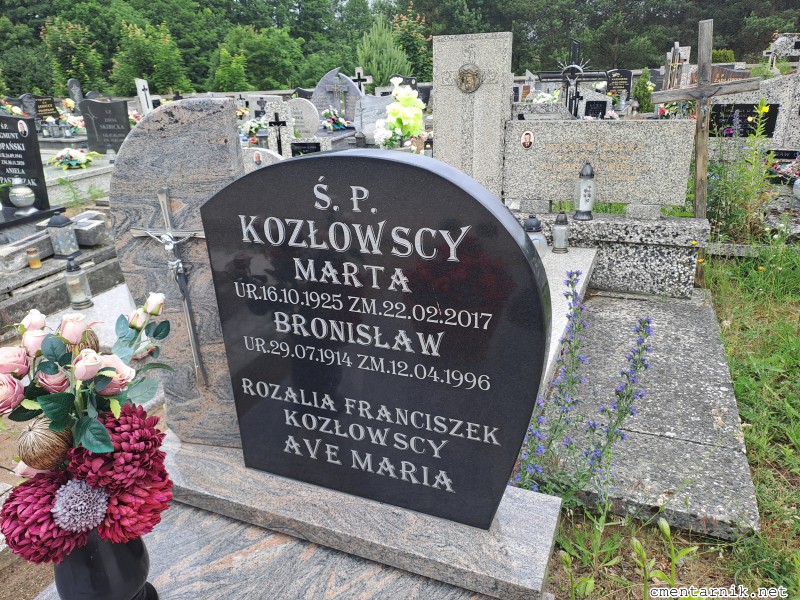 Ś. P.
KOZŁOWSCY
MARTA
UR.16.10.1925 ZM.22.02.2017
BRONISŁAW
UR.29.07.1914 ZM.12.04.1996
ROZALIA FRANCISZEK
KOZŁOWSCY
AVE MARIA
cmentarnik.net